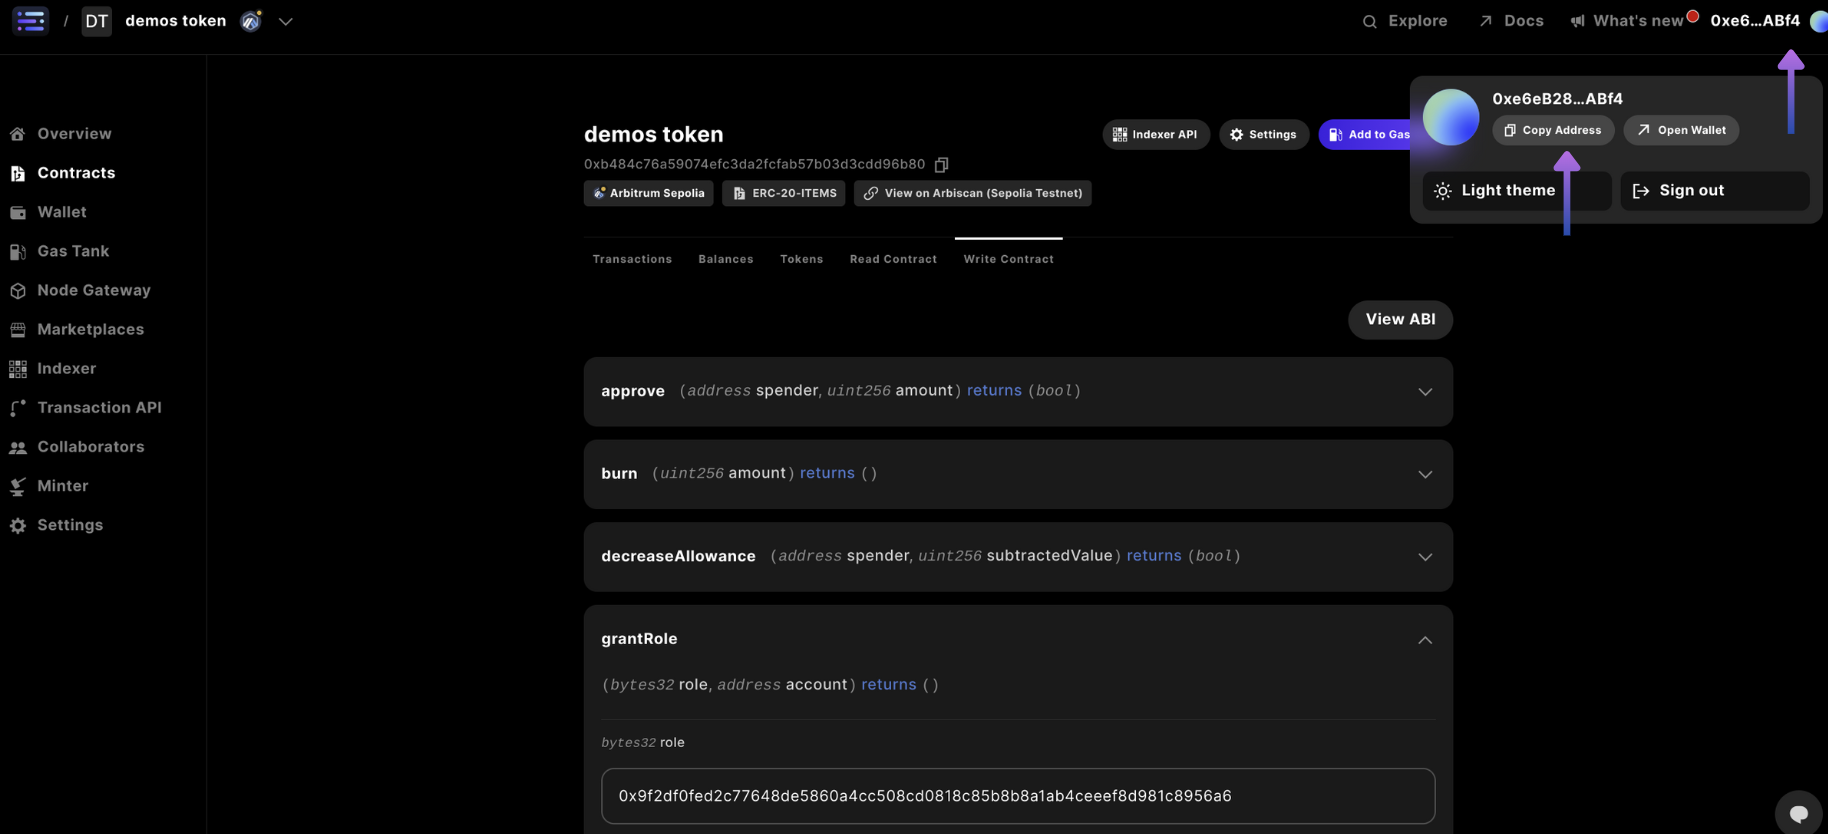 / DT demos token
Explore Docs What's new 0xe6...ABf4
0xe6eB28...ABf4
Copy Address Open Wallet
Light theme Sign out
Overview
Contracts
Wallet
Gas Tank
Node Gateway
Marketplaces
Indexer
Transaction API
Collaborators
Minter
Settings
demos token
Indexer API Settings Add to Gas
0xb484c76a59074efc3da2fcfab57b03d3cdd96b80
Arbitrum Sepolia ERC-20-ITEMS View on Arbiscan (Sepolia Testnet)
Transactions Balances Tokens Read Contract Write Contract
View ABI
approve (address spender, uint256 amount) returns (bool)
burn (uint256 amount) returns ()
decreaseAllowance (address spender, uint256 subtractedValue) returns (bool)
grantRole
(bytes32 role, address account) returns ()
bytes32 role
0x9f2df0fed2c77648de5860a4cc508cd0818c85b8b8a1ab4ceeef8d981c8956a6